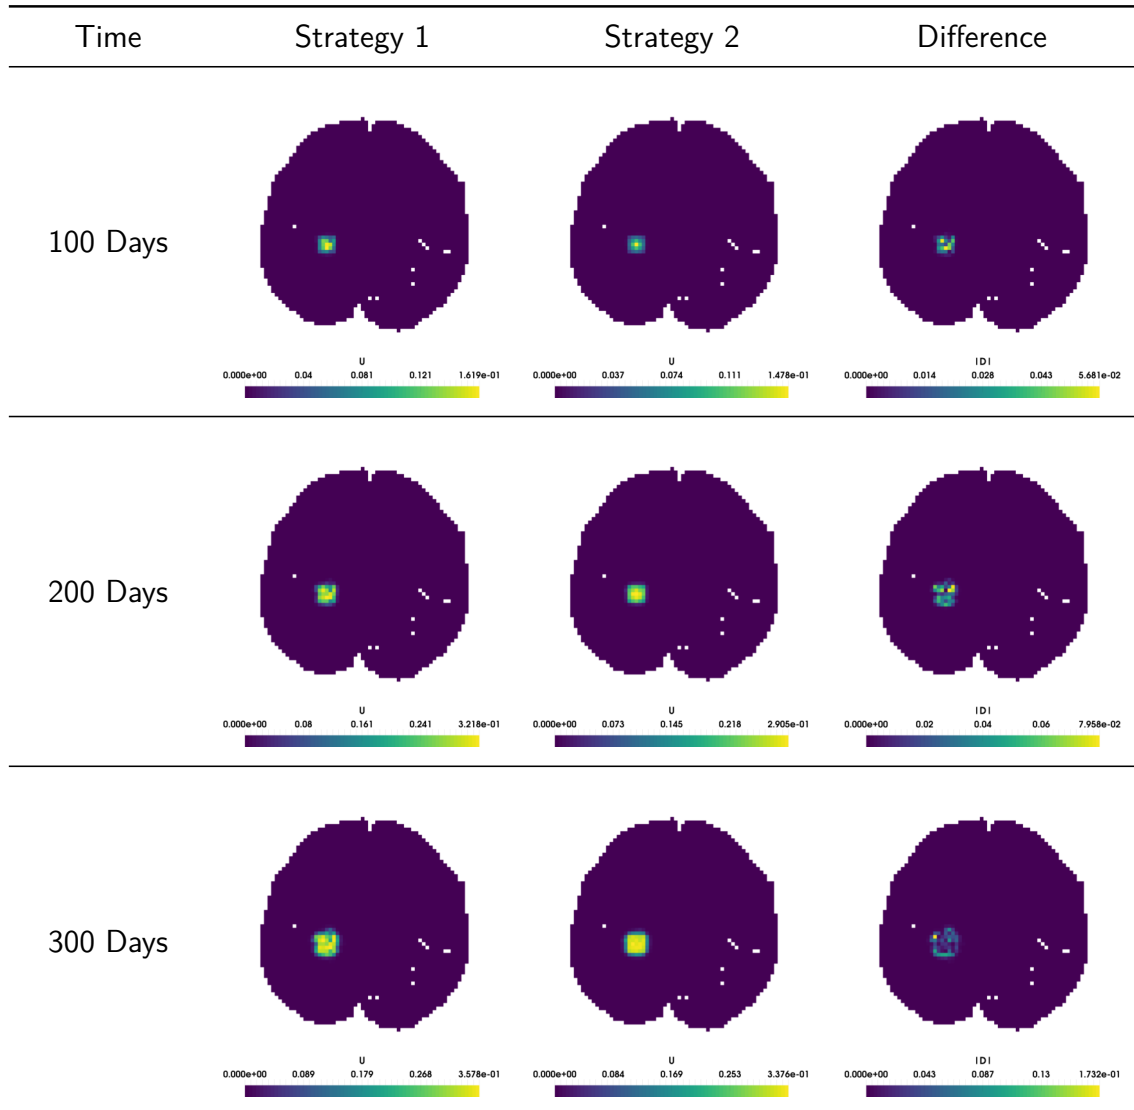 Time Strategy 1 Strategy 2 Difference
100 Days
U U |D|
0.000e+00 0.04 0.081 0.121 1.619e-01 0.000e+00 0.037 0.074 0.111 1.478e-01 0.000e+00 0.014 0.028 0.043 5.681e-02
200 Days
U U |D|
0.000e+00 0.08 0.161 0.241 3.218e-01 0.000e+00 0.073 0.145 0.218 2.905e-01 0.000e+00 0.02 0.04 0.06 7.958e-02
300 Days
U U |D|
0.000e+00 0.089 0.179 0.268 3.578e-01 0.000e+00 0.084 0.169 0.253 3.376e-01 0.000e+00 0.043 0.087 0.13 1.732e-01